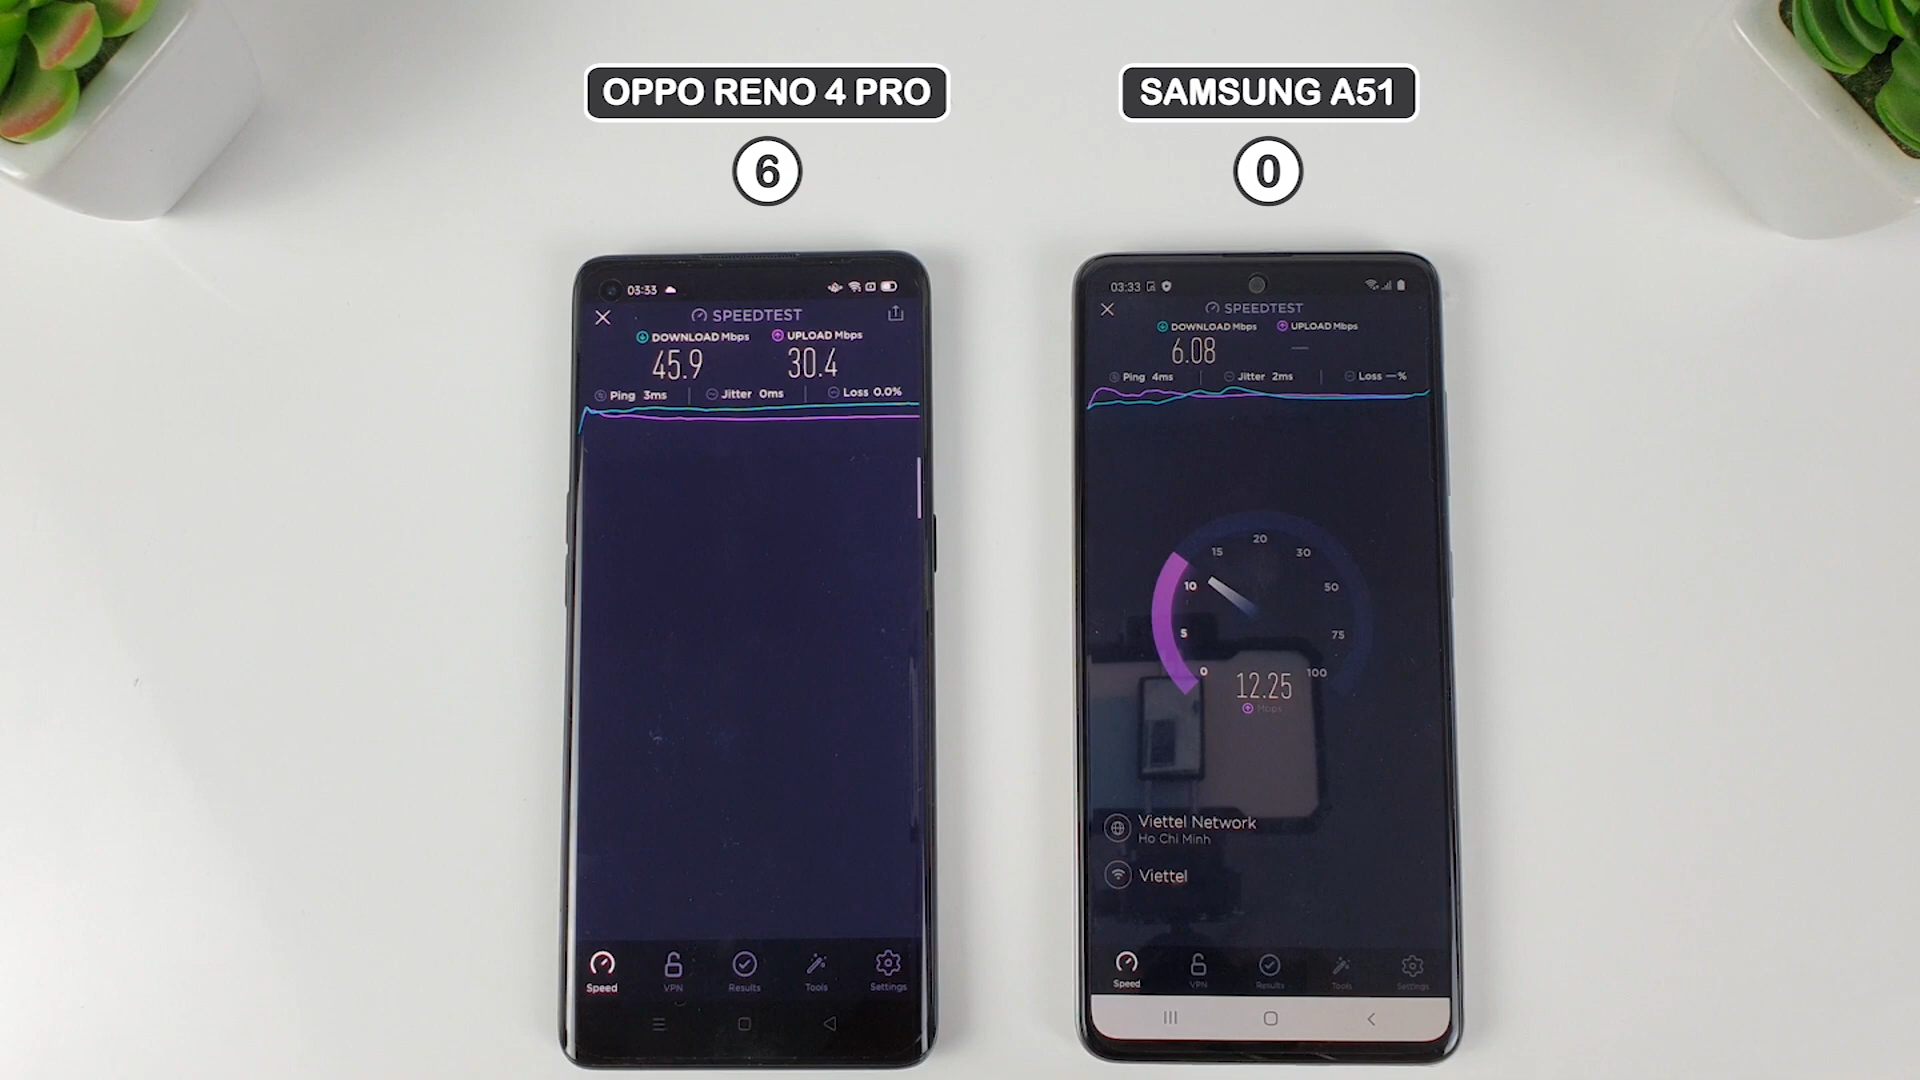 OPPO RENO 4 PRO
6
03:33
SPEEDTEST
DOWNLOAD Mbps UPLOAD Mbps
45.9 30.4
Ping 3ms Jitter 0ms Loss 0.0%
Speed VPN Results Tools Settings
SAMSUNG A51
0
03:33
SPEEDTEST
DOWNLOAD Mbps UPLOAD Mbps
6.08 —
Ping 4ms Jitter 2ms Loss —%
20
15 30
10 50
5 75
0 100
12.25
Mbps
Viettel Network
Ho Chi Minh
Viettel
Speed VPN Results Tools Settings